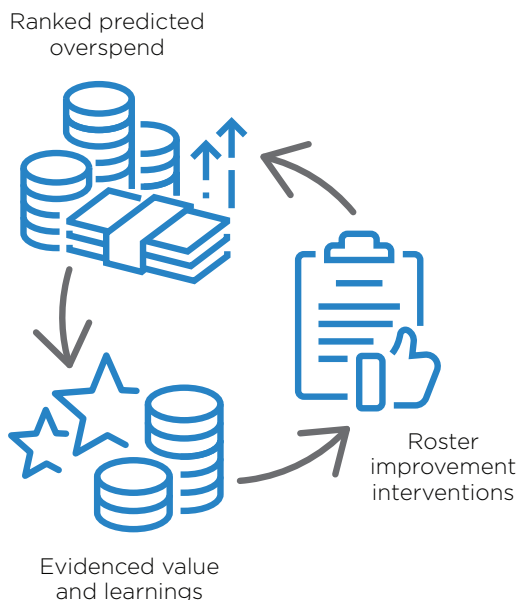 Ranked predicted
overspend
Roster
improvement
interventions
Evidenced value
and learnings